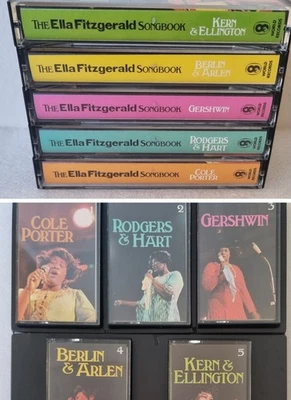 THE Ella Fitzgerald SONGBOOK KERN & ELLINGTON
THE Ella Fitzgerald SONGBOOK BERLIN & ARLEN
THE Ella Fitzgerald SONGBOOK GERSHWIN
THE Ella Fitzgerald SONGBOOK RODGERS & HART
THE Ella Fitzgerald SONGBOOK COLE PORTER
COLE PORTER
2
RODGERS & HART
3
GERSHWIN
4
BERLIN & ARLEN
5
KERN & ELLINGTON